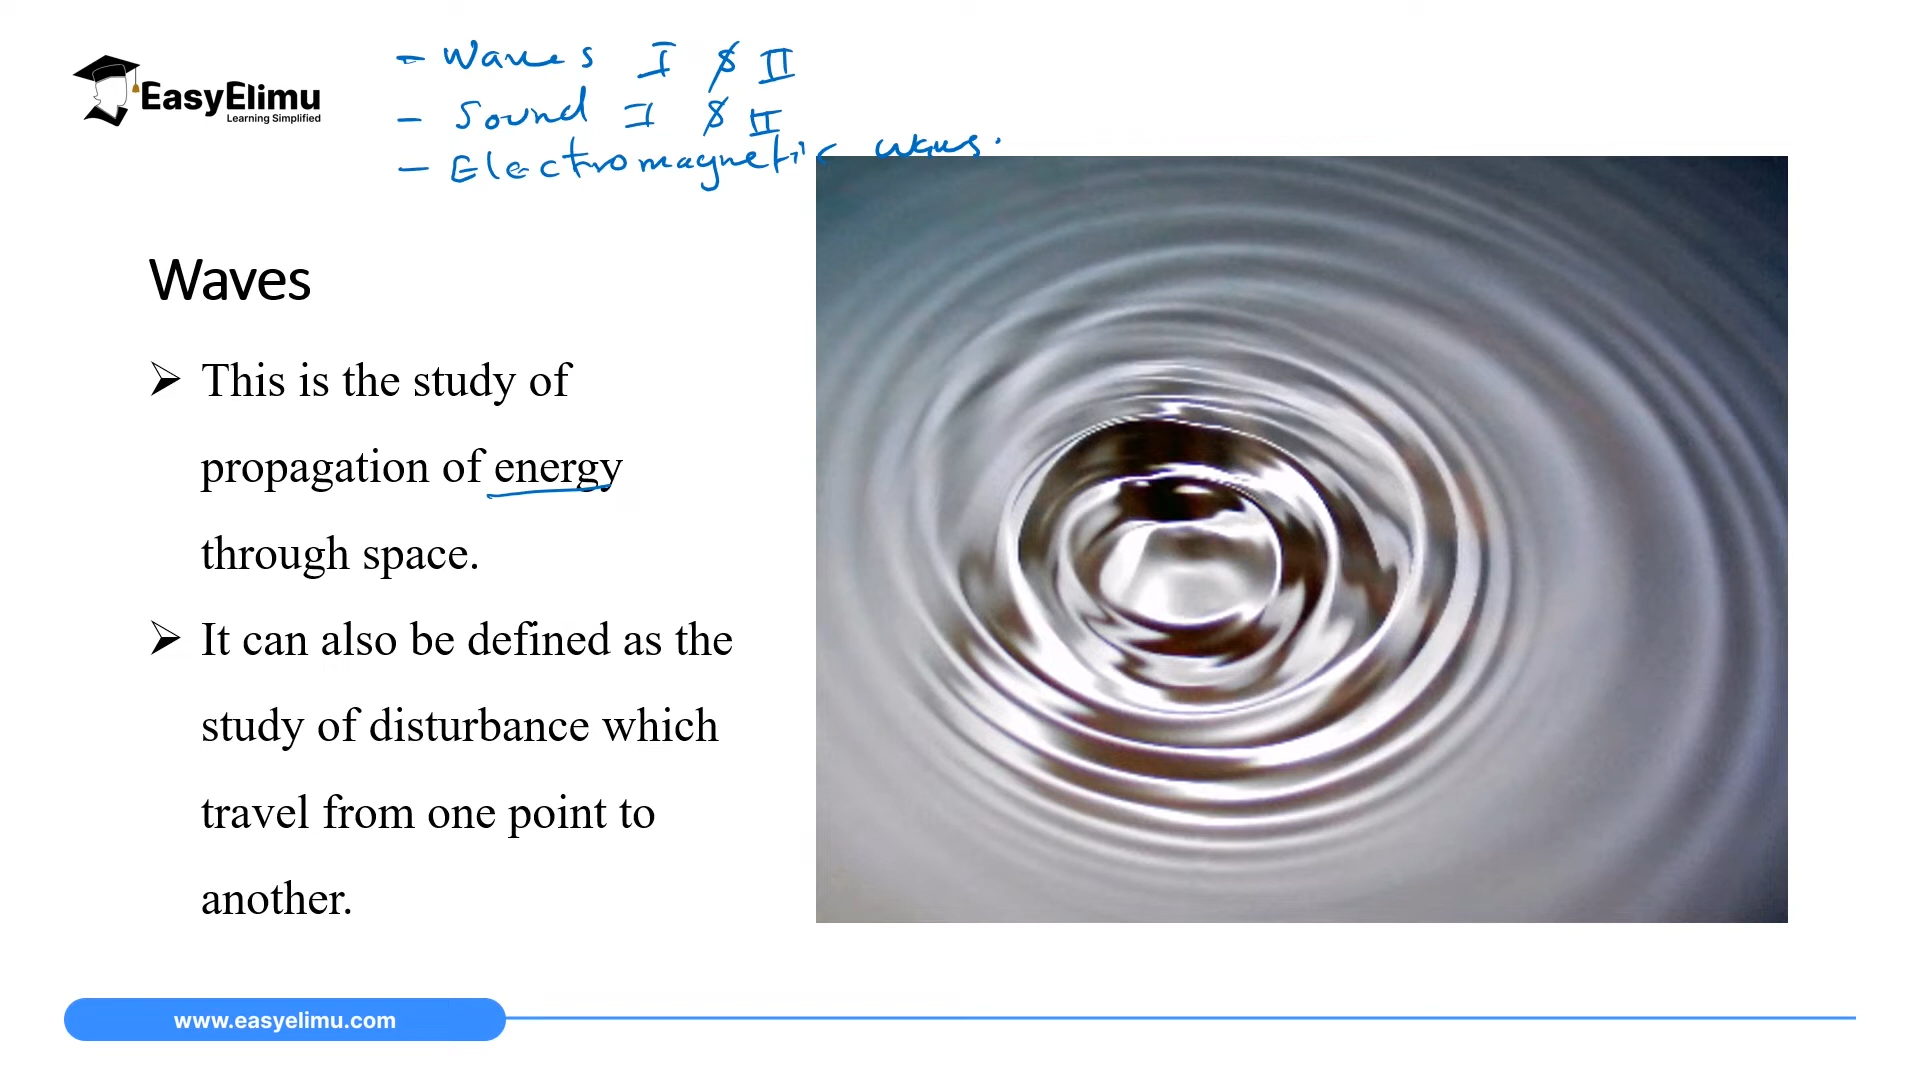 - Waves I & II
- Sound I & II
- Electromagnetic waves.
EasyElimu
Learning Simplified
Waves
➢ This is the study of
propagation of energy
through space.
➢ It can also be defined as the
study of disturbance which
travel from one point to
another.
www.easyelimu.com